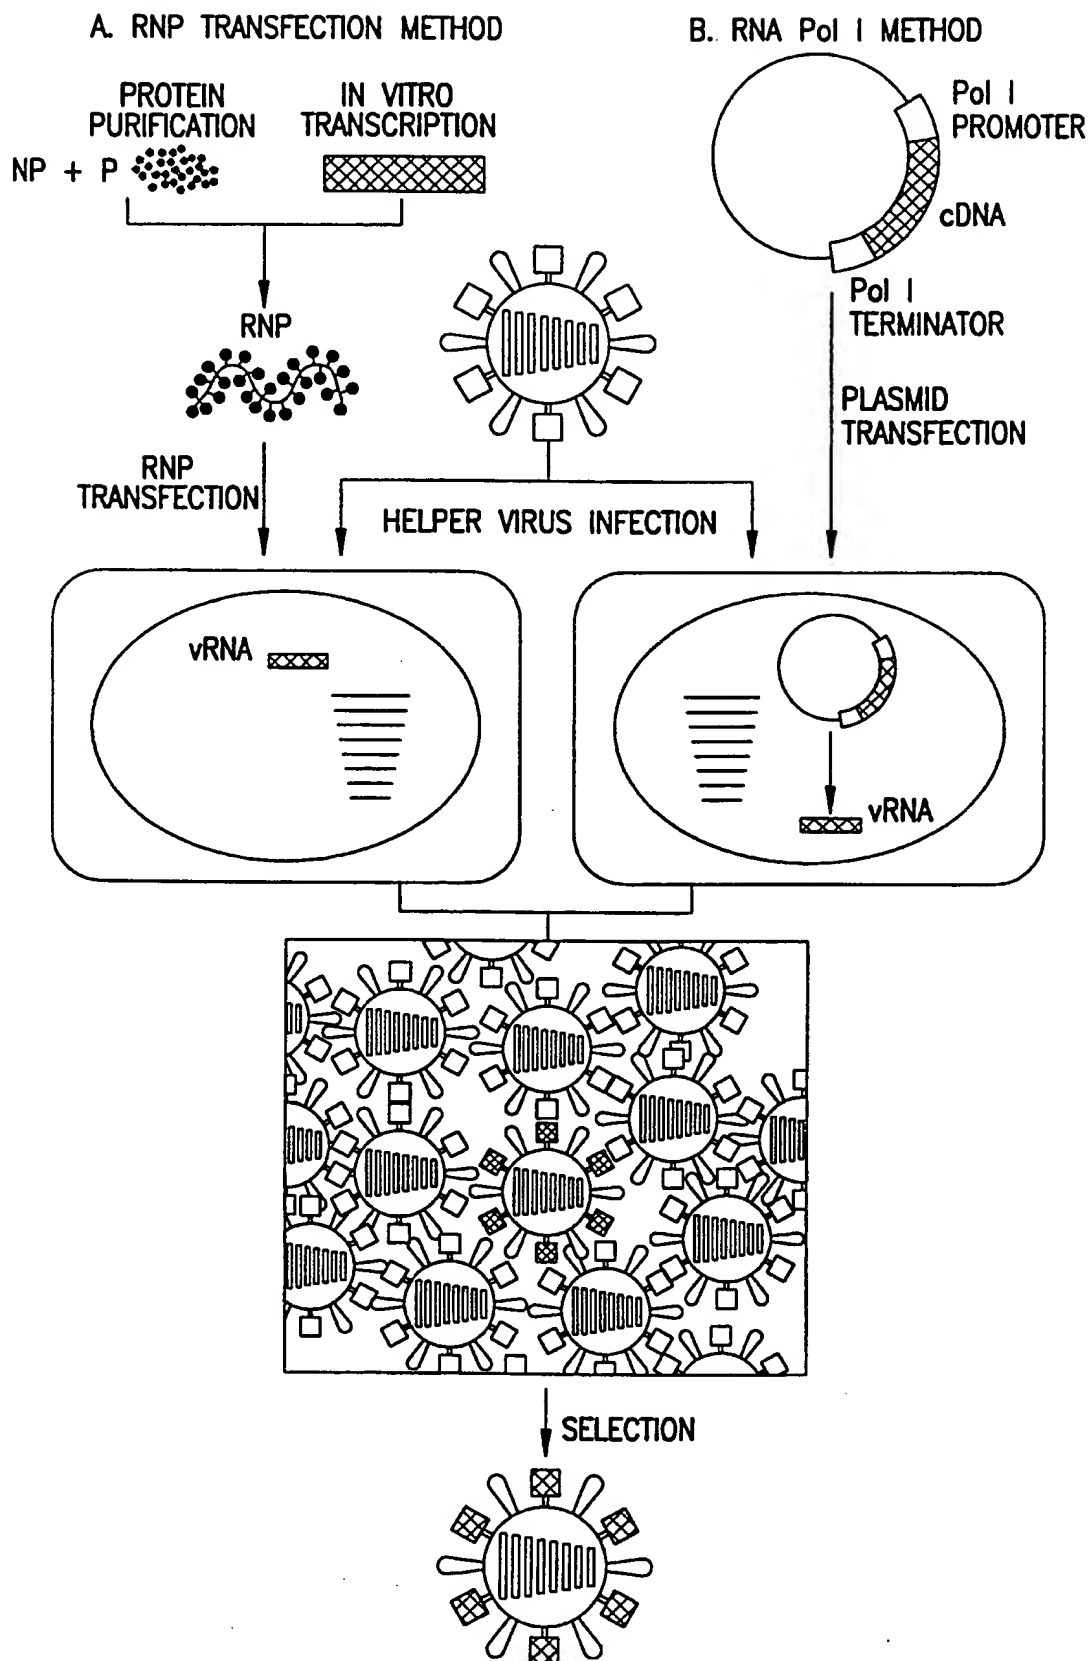 A. RNP TRANSFECTION METHOD
B. RNA Pol I METHOD
PROTEIN
PURIFICATION
IN VITRO
TRANSCRIPTION
NP + P
Pol I
PROMOTER
cDNA
Pol I
TERMINATOR
RNP
PLASMID
TRANSFECTION
RNP
TRANSFECTION
HELPER VIRUS INFECTION
vRNA
vRNA
SELECTION